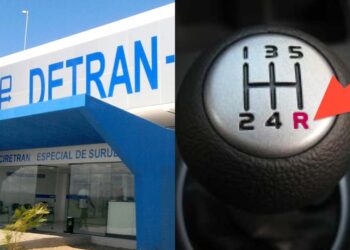 DETRAN-
CIRETRAN ESPECIAL DE SURU
1 3 5
2 4 R